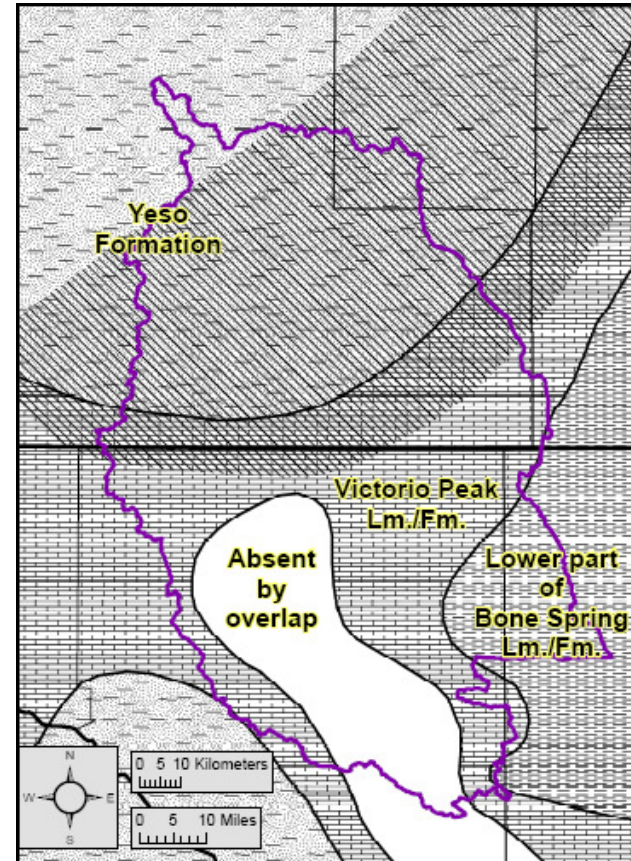 Yeso
Formation
Victorio Peak
Lm./Fm.
Absent
by
overlap
Lower part
of
Bone Spring
Lm./Fm.
N
W
E
S
0 5 10 Kilometers
0 5 10 Miles